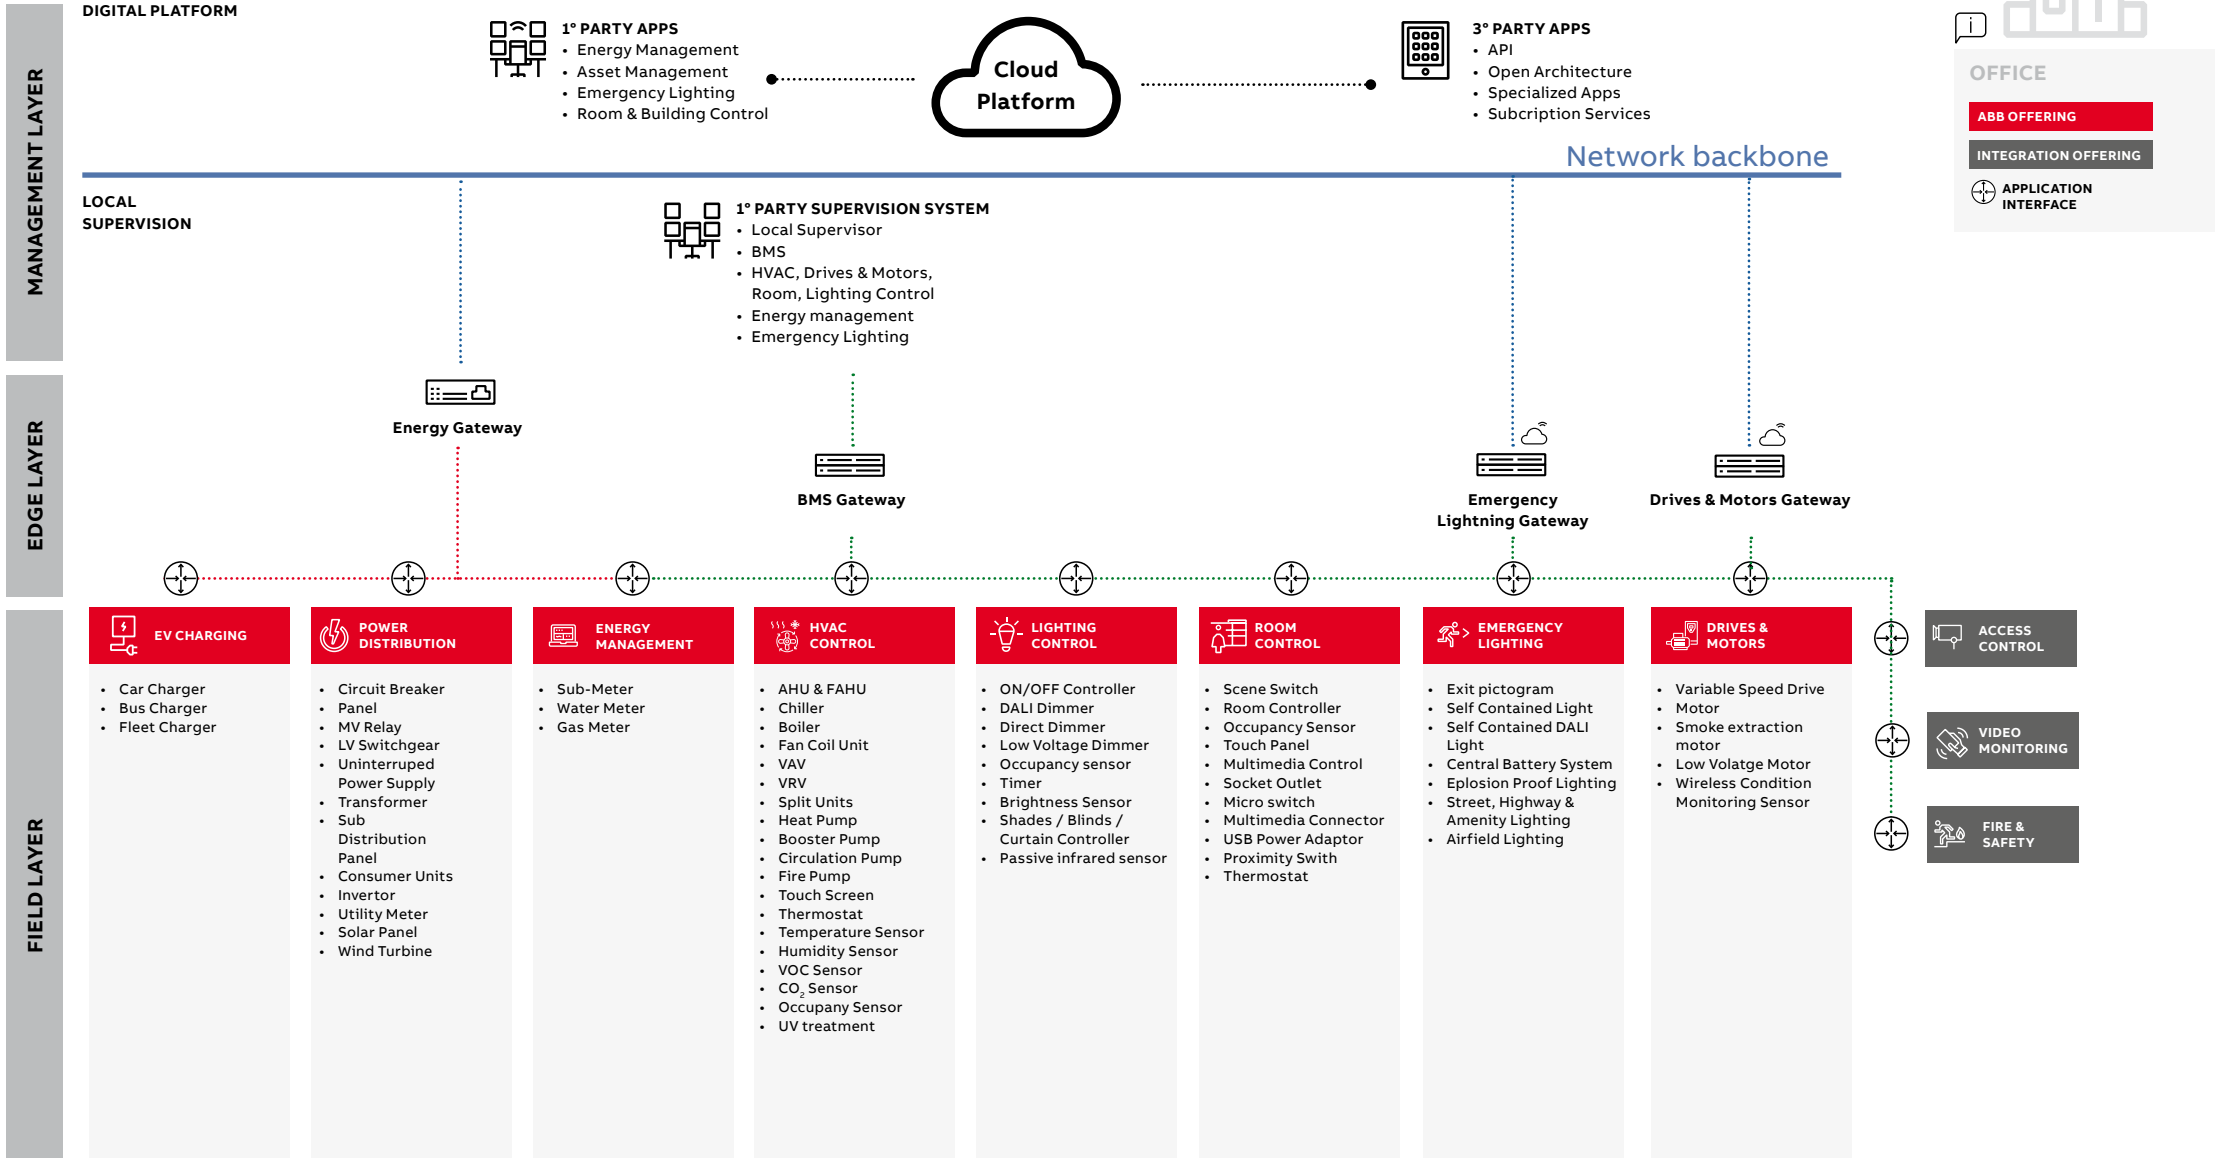 DIGITAL PLATFORM
MANAGEMENT LAYER
1° PARTY APPS
• Energy Management
• Asset Management
• Emergency Lighting
• Room & Building Control
Cloud
Platform
3° PARTY APPS
• API
• Open Architecture
• Specialized Apps
• Subcription Services
i
OFFICE
ABB OFFERING
INTEGRATION OFFERING
APPLICATION
INTERFACE
Network backbone
LOCAL
SUPERVISION
1° PARTY SUPERVISION SYSTEM
• Local Supervisor
• BMS
• HVAC, Drives & Motors,
Room, Lighting Control
• Energy management
• Emergency Lighting
EDGE LAYER
Energy Gateway
BMS Gateway
Emergency
Lightning Gateway
Drives & Motors Gateway
FIELD LAYER
EV CHARGING
• Car Charger
• Bus Charger
• Fleet Charger
POWER
DISTRIBUTION
• Circuit Breaker
• Panel
• MV Relay
• LV Switchgear
• Uninterruped
Power Supply
• Transformer
• Sub
Distribution
Panel
• Consumer Units
• Invertor
• Utility Meter
• Solar Panel
• Wind Turbine
ENERGY
MANAGEMENT
• Sub-Meter
• Water Meter
• Gas Meter
HVAC
CONTROL
• AHU & FAHU
• Chiller
• Boiler
• Fan Coil Unit
• VAV
• VRV
• Split Units
• Heat Pump
• Booster Pump
• Circulation Pump
• Fire Pump
• Touch Screen
• Thermostat
• Temperature Sensor
• Humidity Sensor
• VOC Sensor
• CO₂ Sensor
• Occupany Sensor
• UV treatment
LIGHTING
CONTROL
• ON/OFF Controller
• DALI Dimmer
• Direct Dimmer
• Low Voltage Dimmer
• Occupancy sensor
• Timer
• Brightness Sensor
• Shades / Blinds /
Curtain Controller
• Passive infrared sensor
ROOM
CONTROL
• Scene Switch
• Room Controller
• Occupancy Sensor
• Touch Panel
• Multimedia Control
• Socket Outlet
• Micro switch
• Multimedia Connector
• USB Power Adaptor
• Proximity Swith
• Thermostat
EMERGENCY
LIGHTING
• Exit pictogram
• Self Contained Light
• Self Contained DALI
Light
• Central Battery System
• Eplosion Proof Lighting
• Street, Highway &
Amenity Lighting
• Airfield Lighting
DRIVES &
MOTORS
• Variable Speed Drive
• Motor
• Smoke extraction
motor
• Low Volatge Motor
• Wireless Condition
Monitoring Sensor
ACCESS
CONTROL
VIDEO
MONITORING
FIRE &
SAFETY